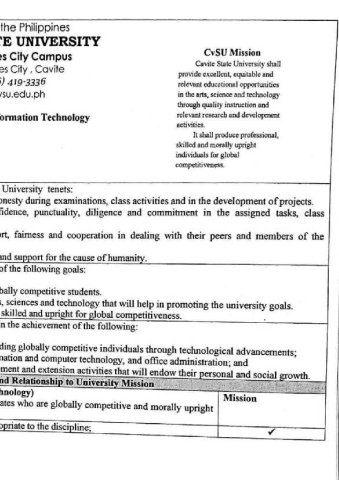 the Philippines
TE UNIVERSITY
es City Campus
es City , Cavite
) 419-3336
vsu.edu.ph
ormation Technology
CvSU Mission
Cavite State University shall
provide excellent, equitable and
relevant educational opportunities
in the arts, science and technology
through quality instruction and
relevant research and development
activities.
It shall produce professional,
skilled and morally upright
individuals for global
competitiveness.
University tenets:
onesty during examinations, class activities and in the development of projects.
fidence, punctuality, diligence and commitment in the assigned tasks, class
ort, fairness and cooperation in dealing with their peers and members of the
and support for the cause of humanity.
of the following goals:
bally competitive students.
s, sciences and technology that will help in promoting the university goals.
skilled and upright for global competitiveness.
in the achievement of the following:
ding globally competitive individuals through technological advancements;
mation and computer technology, and office administration; and
ment and extension activities that will endow their personal and social growth.
nd Relationship to University Mission
hnology)
Mission
ates who are globally competitive and morally upright
opriate to the discipline;
✓